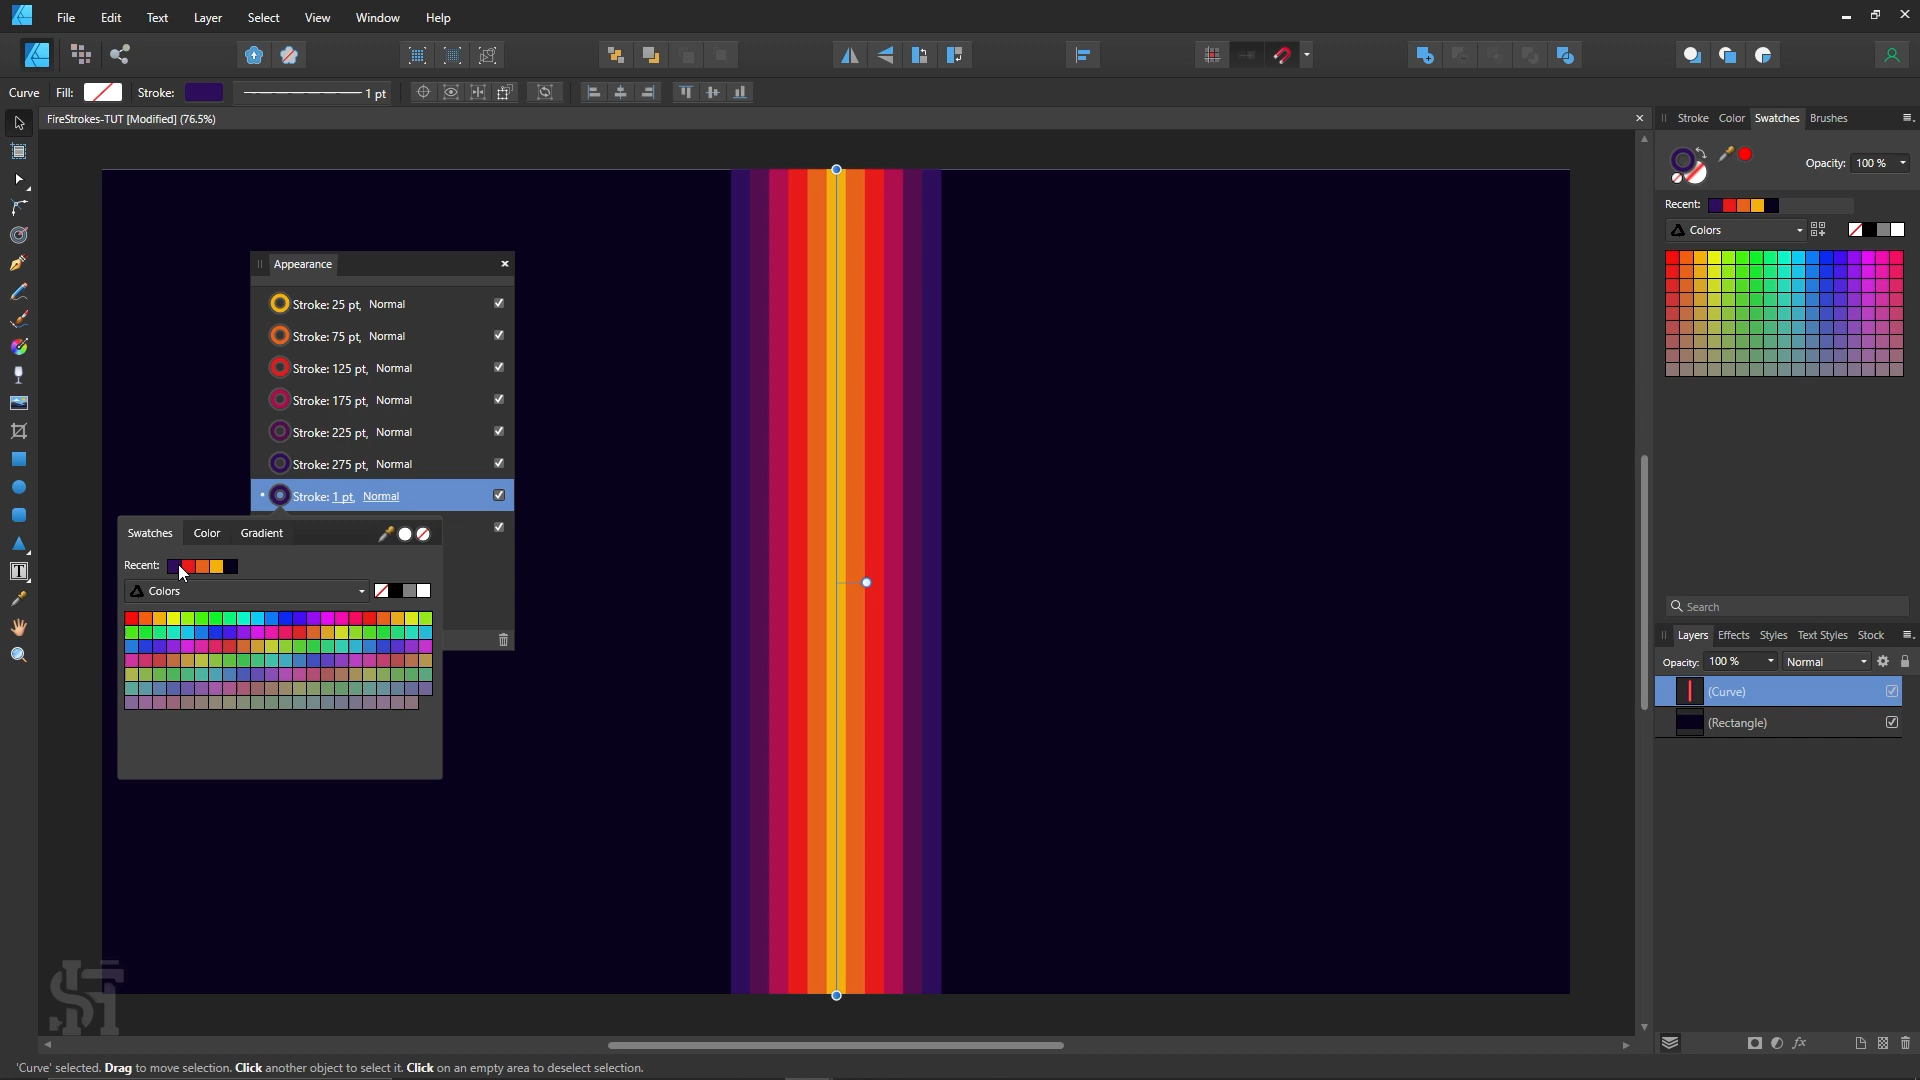 File Edit Text Layer Select View Window Help
Curve Fill: Stroke: 1 pt
FireStrokes-TUT [Modified] (76.5%)
Stroke Color Swatches Brushes
Opacity: 100 %
Recent:
Colors
Appearance
Stroke: 25 pt, Normal
Stroke: 75 pt, Normal
Stroke: 125 pt, Normal
Stroke: 175 pt, Normal
Stroke: 225 pt, Normal
Stroke: 275 pt, Normal
Stroke: 1 pt, Normal
Swatches Color Gradient
Recent:
Colors
T
Search
Layers Effects Styles Text Styles Stock
Opacity: 100 % Normal
(Curve)
(Rectangle)
fx
'Curve' selected. Drag to move selection. Click another object to select it. Click on an empty area to deselect selection.